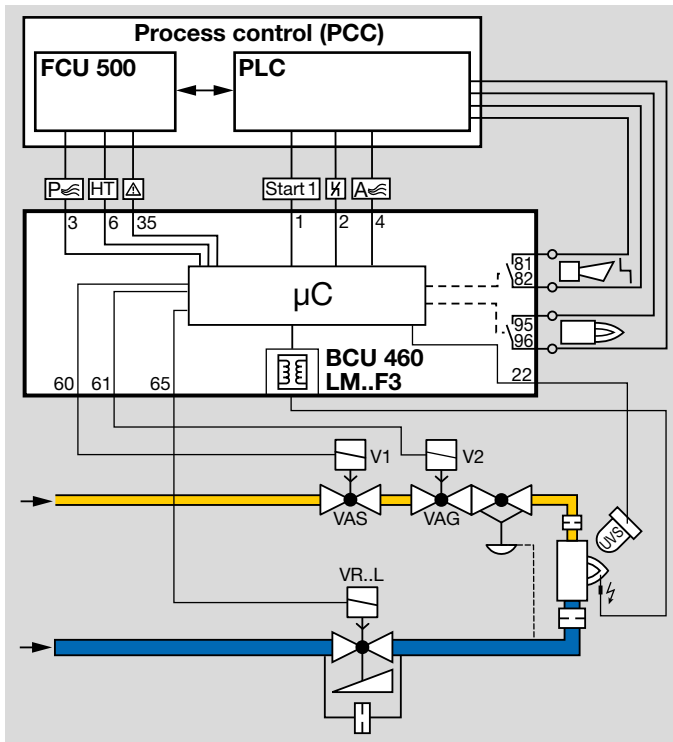 Process control (PCC)
FCU 500
PLC
P
HT
Start 1
A
3
6
35
1
2
4
µC
81
82
95
96
BCU 460
LM..F3
60
61
65
22
V1
V2
VAS
VAG
UVS
VR..L